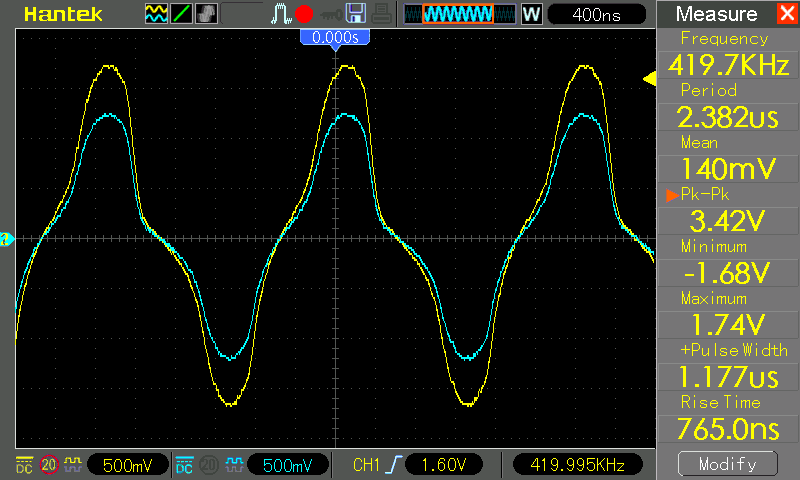 Hantek
W
400ns
Measure
X
0.000s
Frequency
419.7KHz
Period
2.382us
Mean
140mV
Pk-Pk
3.42V
Minimum
-1.68V
Maximum
1.74V
+Pulse Width
1.177us
Rise Time
765.0ns
Modify
DC
20
500mV
DC
20
500mV
CH1
1.60V
419.995KHz